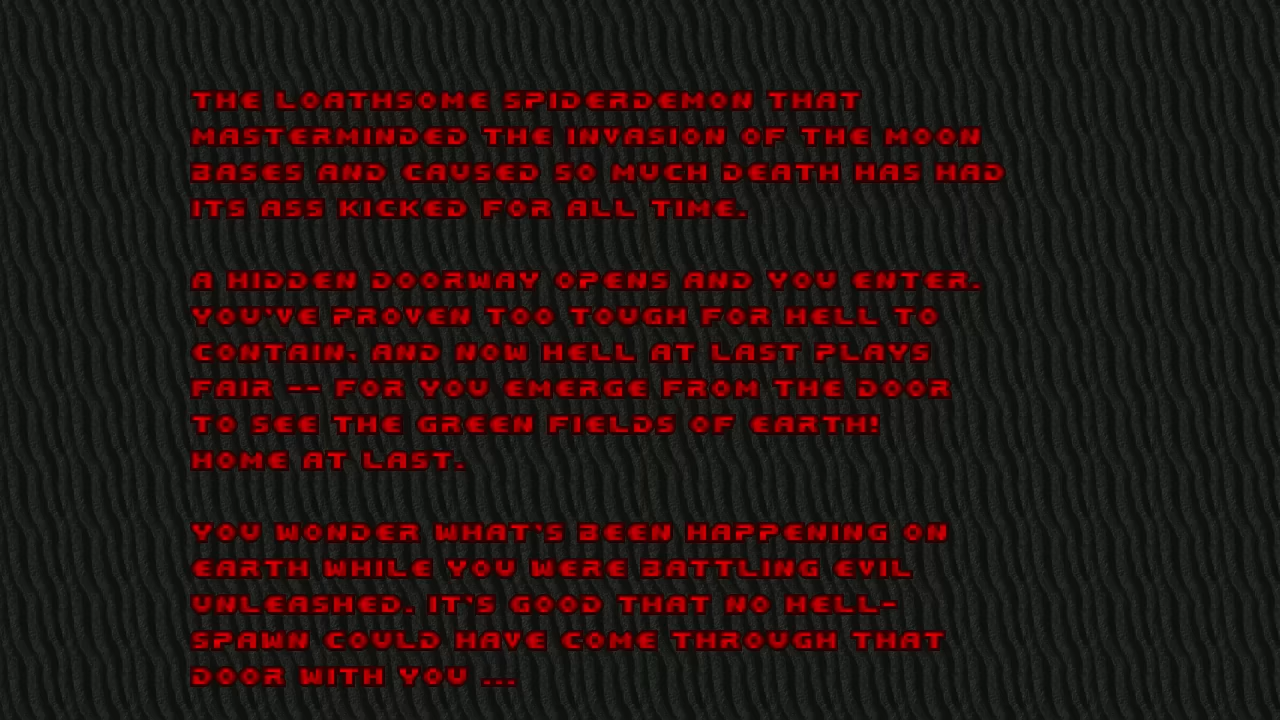 THE LOATHSOME SPIDERDEMON THAT
MASTERMINDED THE INVASION OF THE MOON
BASES AND CAUSED SO MUCH DEATH HAS HAD
ITS ASS KICKED FOR ALL TIME.
A HIDDEN DOORWAY OPENS AND YOU ENTER.
YOU'VE PROVEN TOO TOUGH FOR HELL TO
CONTAIN, AND NOW HELL AT LAST PLAYS
FAIR -- FOR YOU EMERGE FROM THE DOOR
TO SEE THE GREEN FIELDS OF EARTH!
HOME AT LAST.
YOU WONDER WHAT'S BEEN HAPPENING ON
EARTH WHILE YOU WERE BATTLING EVIL
UNLEASHED. IT'S GOOD THAT NO HELL-
SPAWN COULD HAVE COME THROUGH THAT
DOOR WITH YOU ...